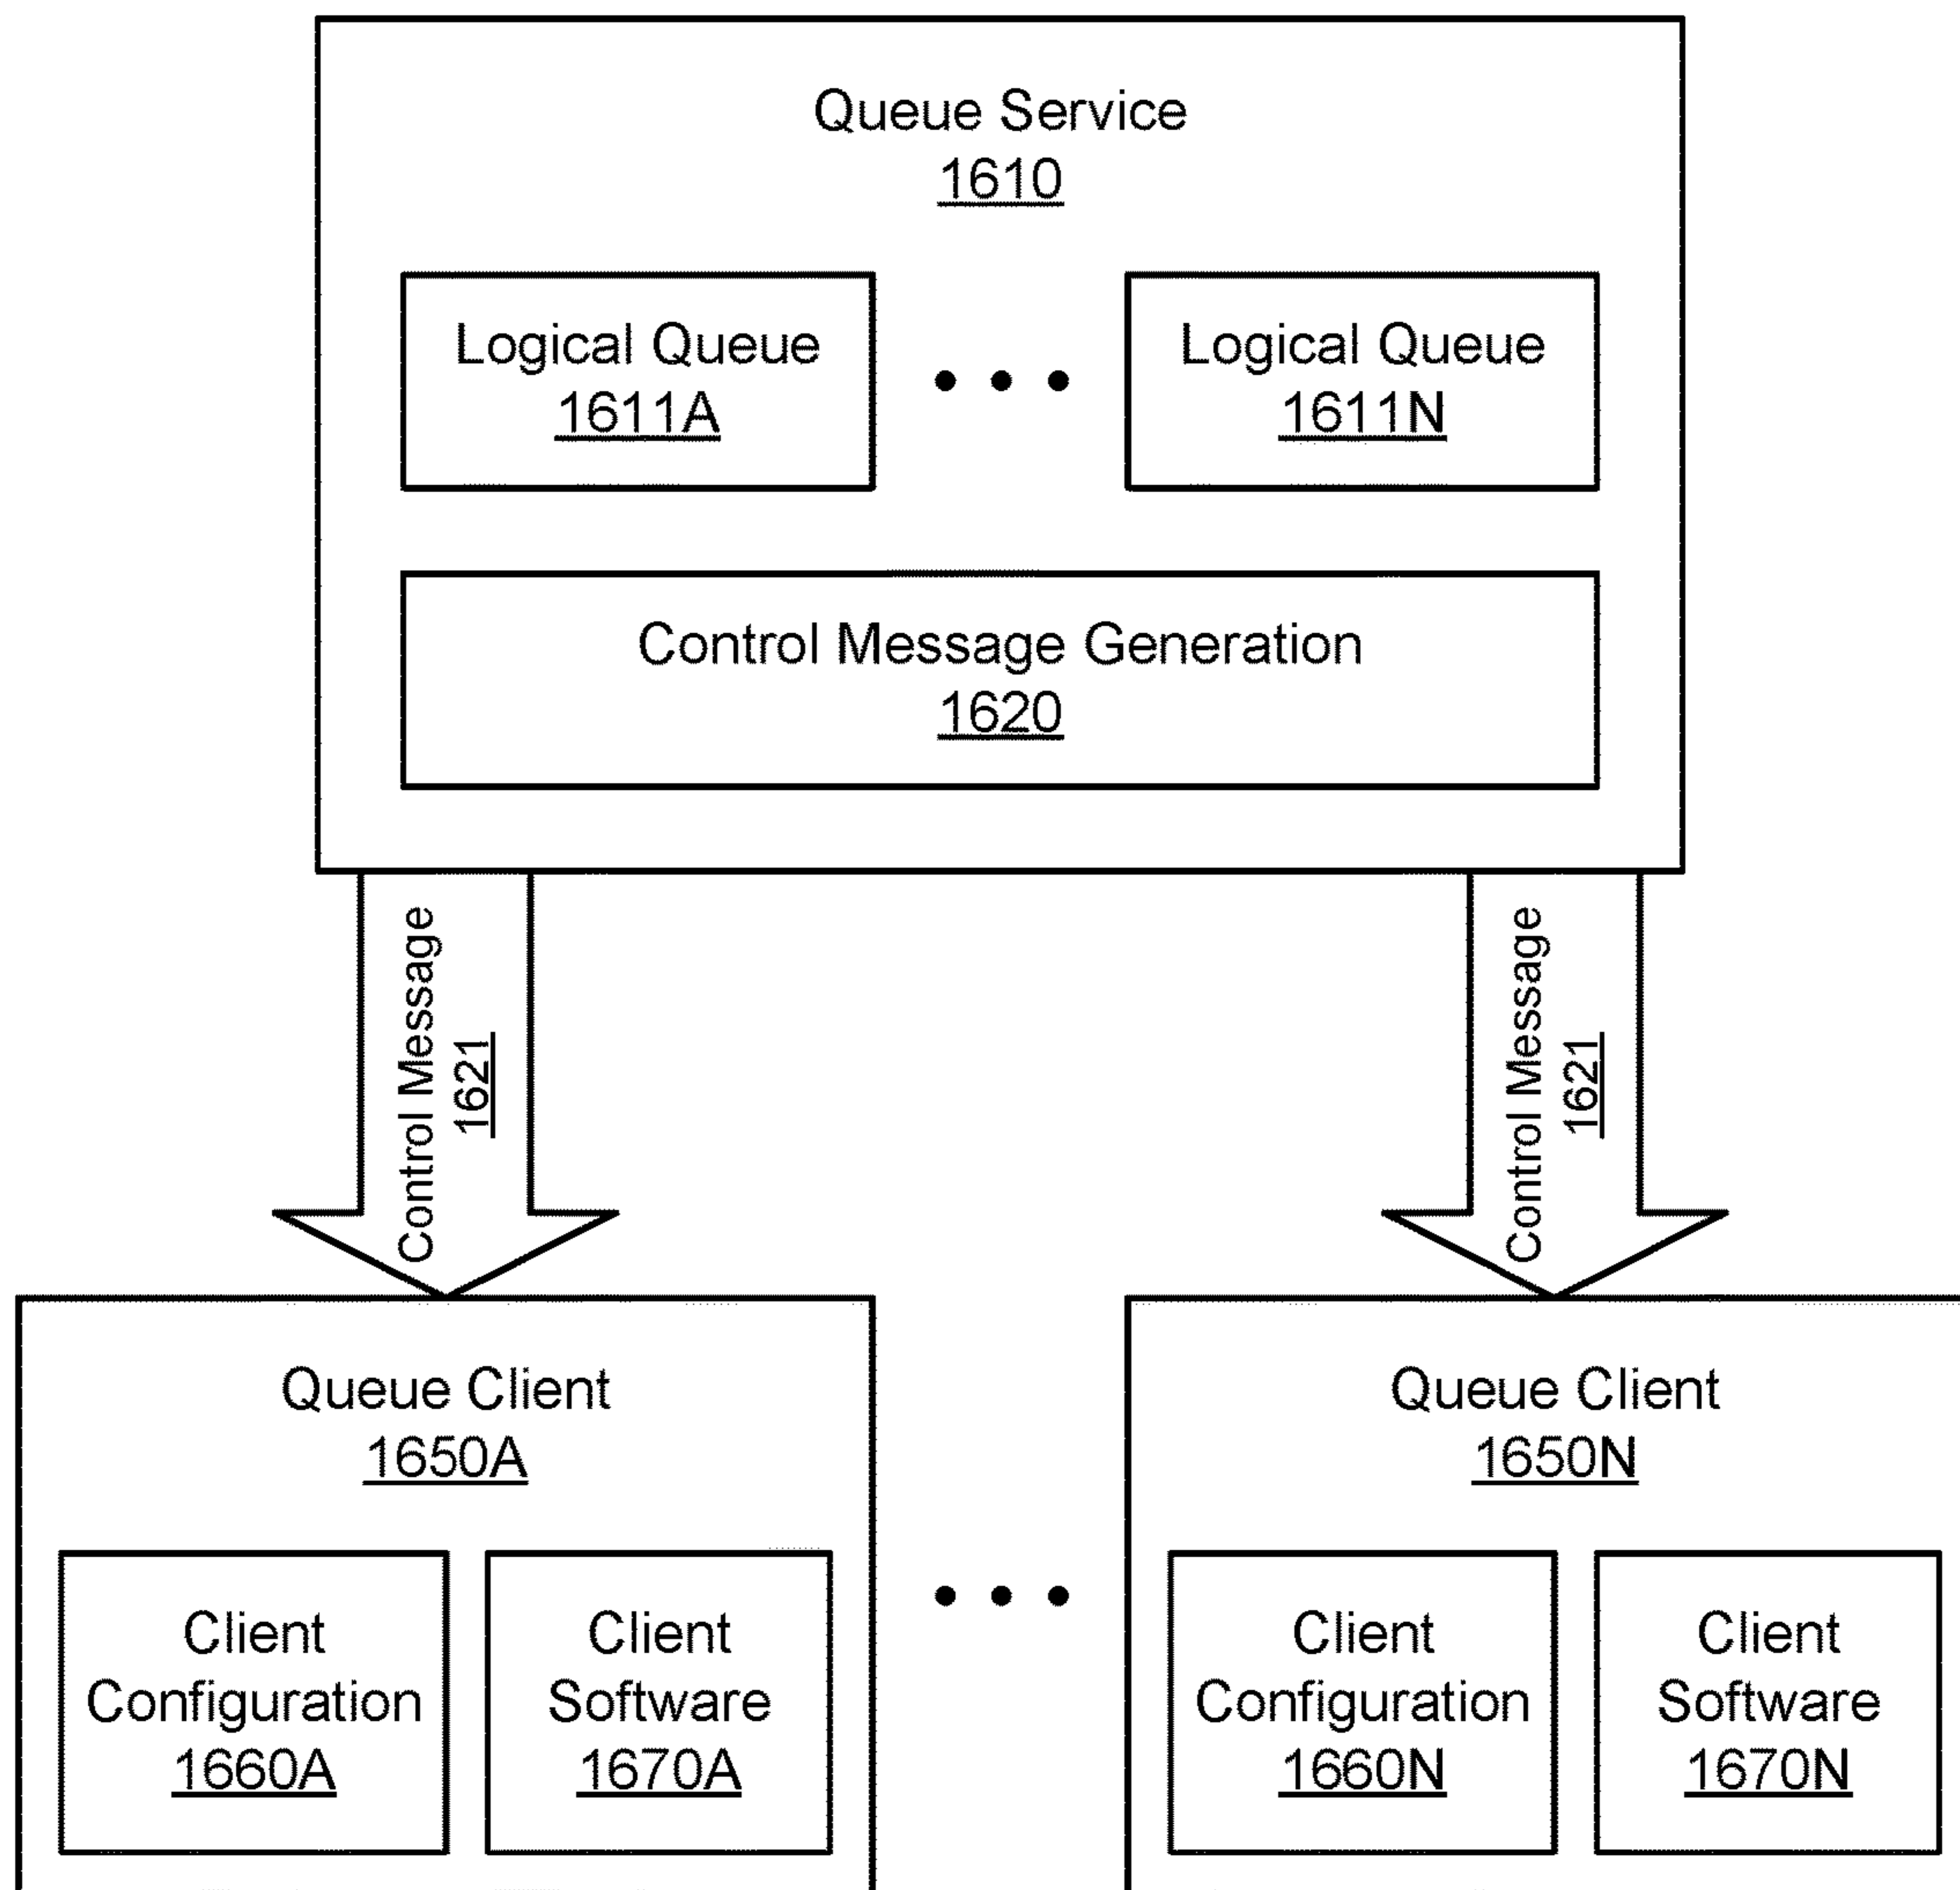 Queue Service
1610
Logical Queue
1611A
Logical Queue
1611N
Control Message Generation
1620
Control Message
1621
Control Message
1621
Queue Client
1650A
Client
Configuration
1660A
Client
Software
1670A
Queue Client
1650N
Client
Configuration
1660N
Client
Software
1670N